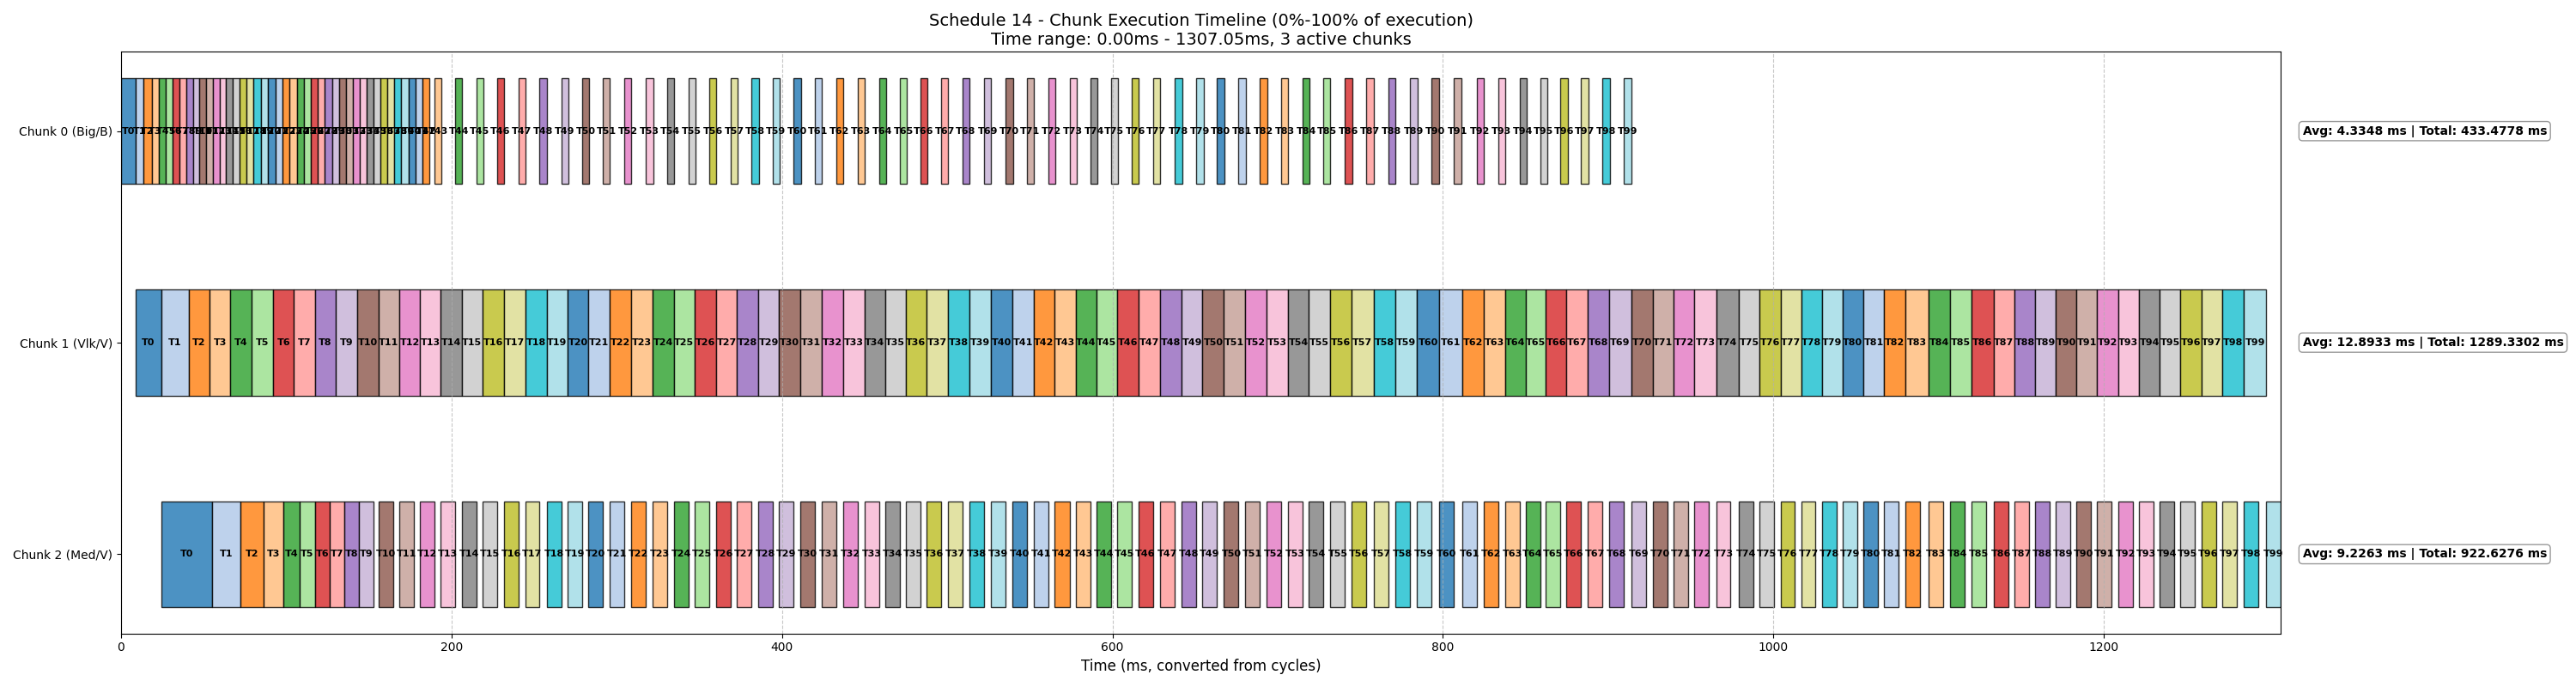 Schedule 14 - Chunk Execution Timeline (0%-100% of execution)
Time range: 0.00ms - 1307.05ms, 3 active chunks
Chunk 0 (Big/B)
T43 T44 T45 T46 T47 T48 T49 T50 T51 T52 T53 T54 T55 T56 T57 T58 T59 T60 T61 T62 T63 T64 T65 T66 T67 T68 T69 T70 T71 T72 T73 T74 T75 T76 T77 T78 T79 T80 T81 T82 T83 T84 T85 T86 T87 T88 T89 T90 T91 T92 T93 T94 T95 T96 T97 T98 T99
Avg: 4.3348 ms | Total: 433.4778 ms
Chunk 1 (Vlk/V)
T0 T1 T2 T3 T4 T5 T6 T7 T8 T9 T10 T11 T12 T13 T14 T15 T16 T17 T18 T19 T20 T21 T22 T23 T24 T25 T26 T27 T28 T29 T30 T31 T32 T33 T34 T35 T36 T37 T38 T39 T40 T41 T42 T43 T44 T45 T46 T47 T48 T49 T50 T51 T52 T53 T54 T55 T56 T57 T58 T59 T60 T61 T62 T63 T64 T65 T66 T67 T68 T69 T70 T71 T72 T73 T74 T75 T76 T77 T78 T79 T80 T81 T82 T83 T84 T85 T86 T87 T88 T89 T90 T91 T92 T93 T94 T95 T96 T97 T98 T99
Avg: 12.8933 ms | Total: 1289.3302 ms
Chunk 2 (Med/V)
T0 T1 T2 T3 T4 T5 T6 T7 T8 T9 T10 T11 T12 T13 T14 T15 T16 T17 T18 T19 T20 T21 T22 T23 T24 T25 T26 T27 T28 T29 T30 T31 T32 T33 T34 T35 T36 T37 T38 T39 T40 T41 T42 T43 T44 T45 T46 T47 T48 T49 T50 T51 T52 T53 T54 T55 T56 T57 T58 T59 T60 T61 T62 T63 T64 T65 T66 T67 T68 T69 T70 T71 T72 T73 T74 T75 T76 T77 T78 T79 T80 T81 T82 T83 T84 T85 T86 T87 T88 T89 T90 T91 T92 T93 T94 T95 T96 T97 T98 T99
Avg: 9.2263 ms | Total: 922.6276 ms
0 200 400 600 800 1000 1200
Time (ms, converted from cycles)